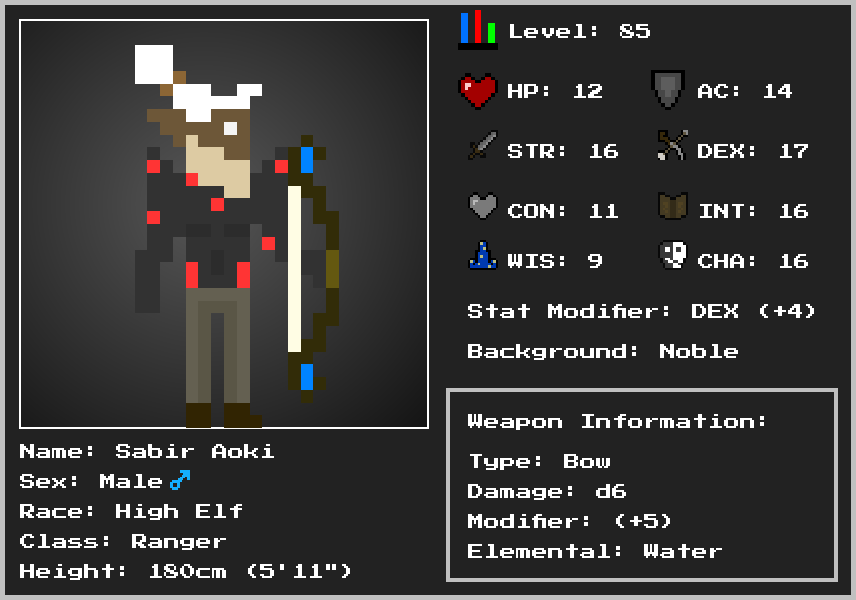 Level: 85
HP: 12 AC: 14
STR: 16 DEX: 17
CON: 11 INT: 16
WIS: 9 CHA: 16
Stat Modifier: DEX (+4)
Background: Noble
Weapon Information:
Type: Bow
Damage: d6
Modifier: (+5)
Elemental: Water
Name: Sabir Aoki
Sex: Male♂
Race: High Elf
Class: Ranger
Height: 180cm (5'11")